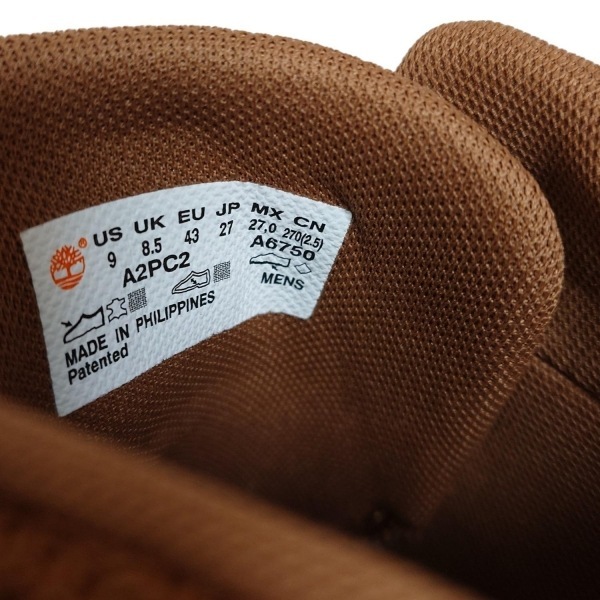 US UK EU JP MX CN
9 8.5 43 27 27,0 270(2.5)
A2PC2 A6750
MENS
MADE IN PHILIPPINES
Patented